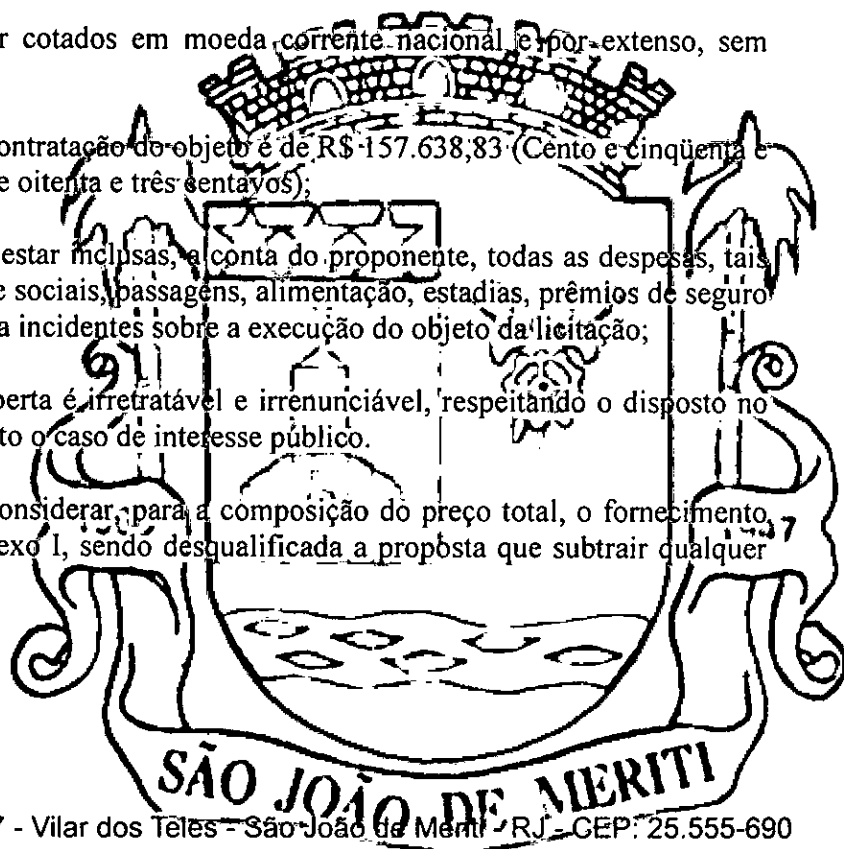 r cotados em moeda corrente nacional e por extenso, sem
ontratação do objeto é de R$ 157.638,83 (Cento e cinqüenta e
e oitenta e três centavos);
estar inclusas, a conta do proponente, todas as despesas, tais
e sociais, passagens, alimentação, estadias, prêmios de seguro
a incidentes sobre a execução do objeto da licitação;
berta é irretratável e irrenunciável, respeitando o disposto no
to o caso de interesse público.
onsiderar, para a composição do preço total, o fornecimento
exo I, sendo desqualificada a proposta que subtrair qualquer
SÃO JOÃO DE MERITI
7 - Vilar dos Teles - São João de Meriti - RJ - CEP: 25.555-690